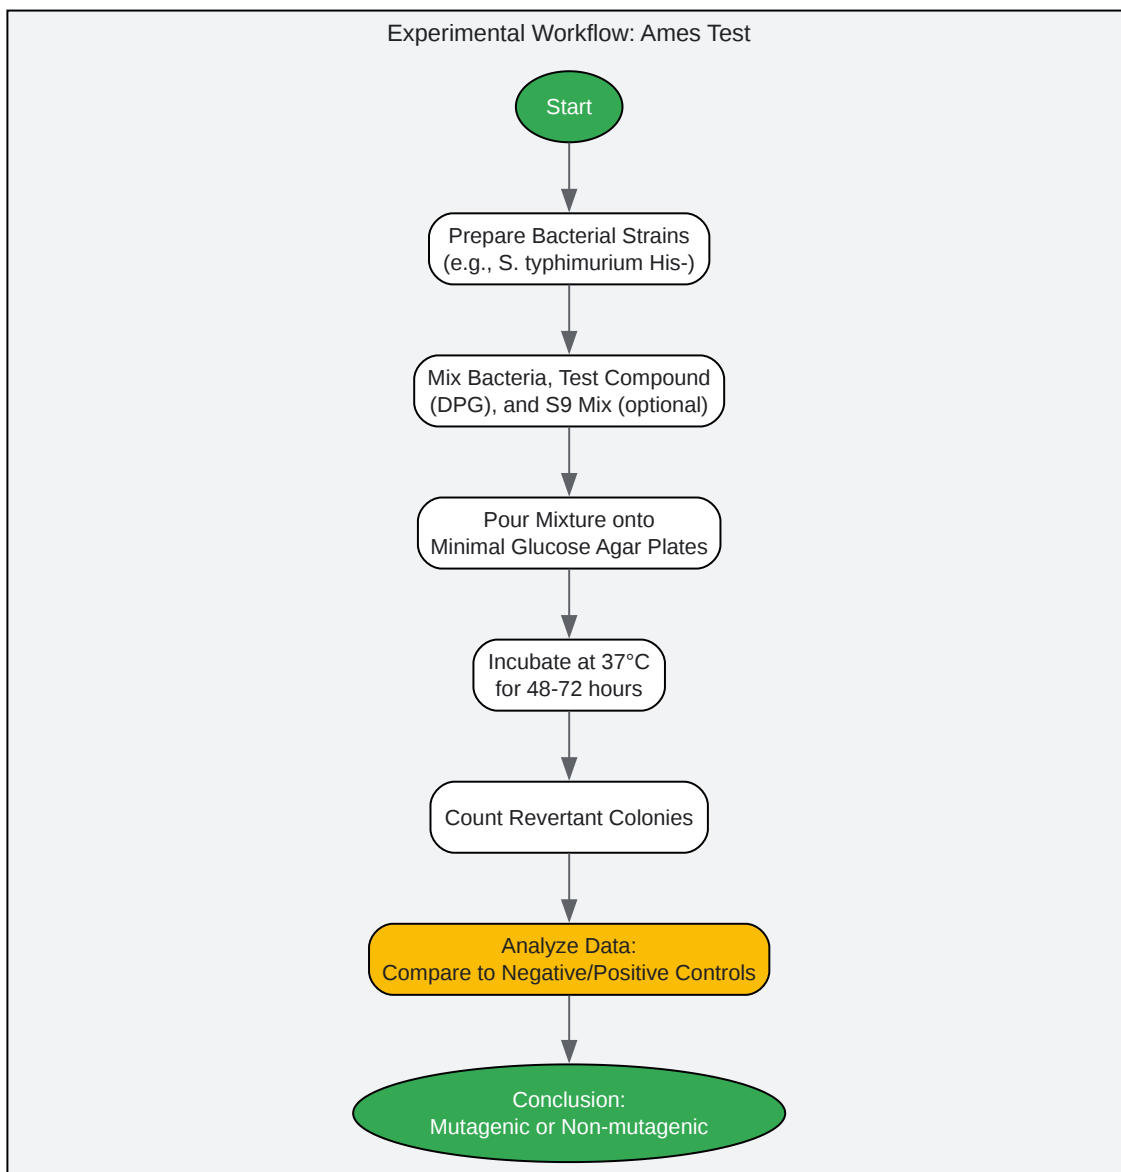 Experimental Workflow: Ames Test
Start
Prepare Bacterial Strains
(e.g., S. typhimurium His-)
Mix Bacteria, Test Compound
(DPG), and S9 Mix (optional)
Pour Mixture onto
Minimal Glucose Agar Plates
Incubate at 37°C
for 48-72 hours
Count Revertant Colonies
Analyze Data:
Compare to Negative/Positive Controls
Conclusion:
Mutagenic or Non-mutagenic